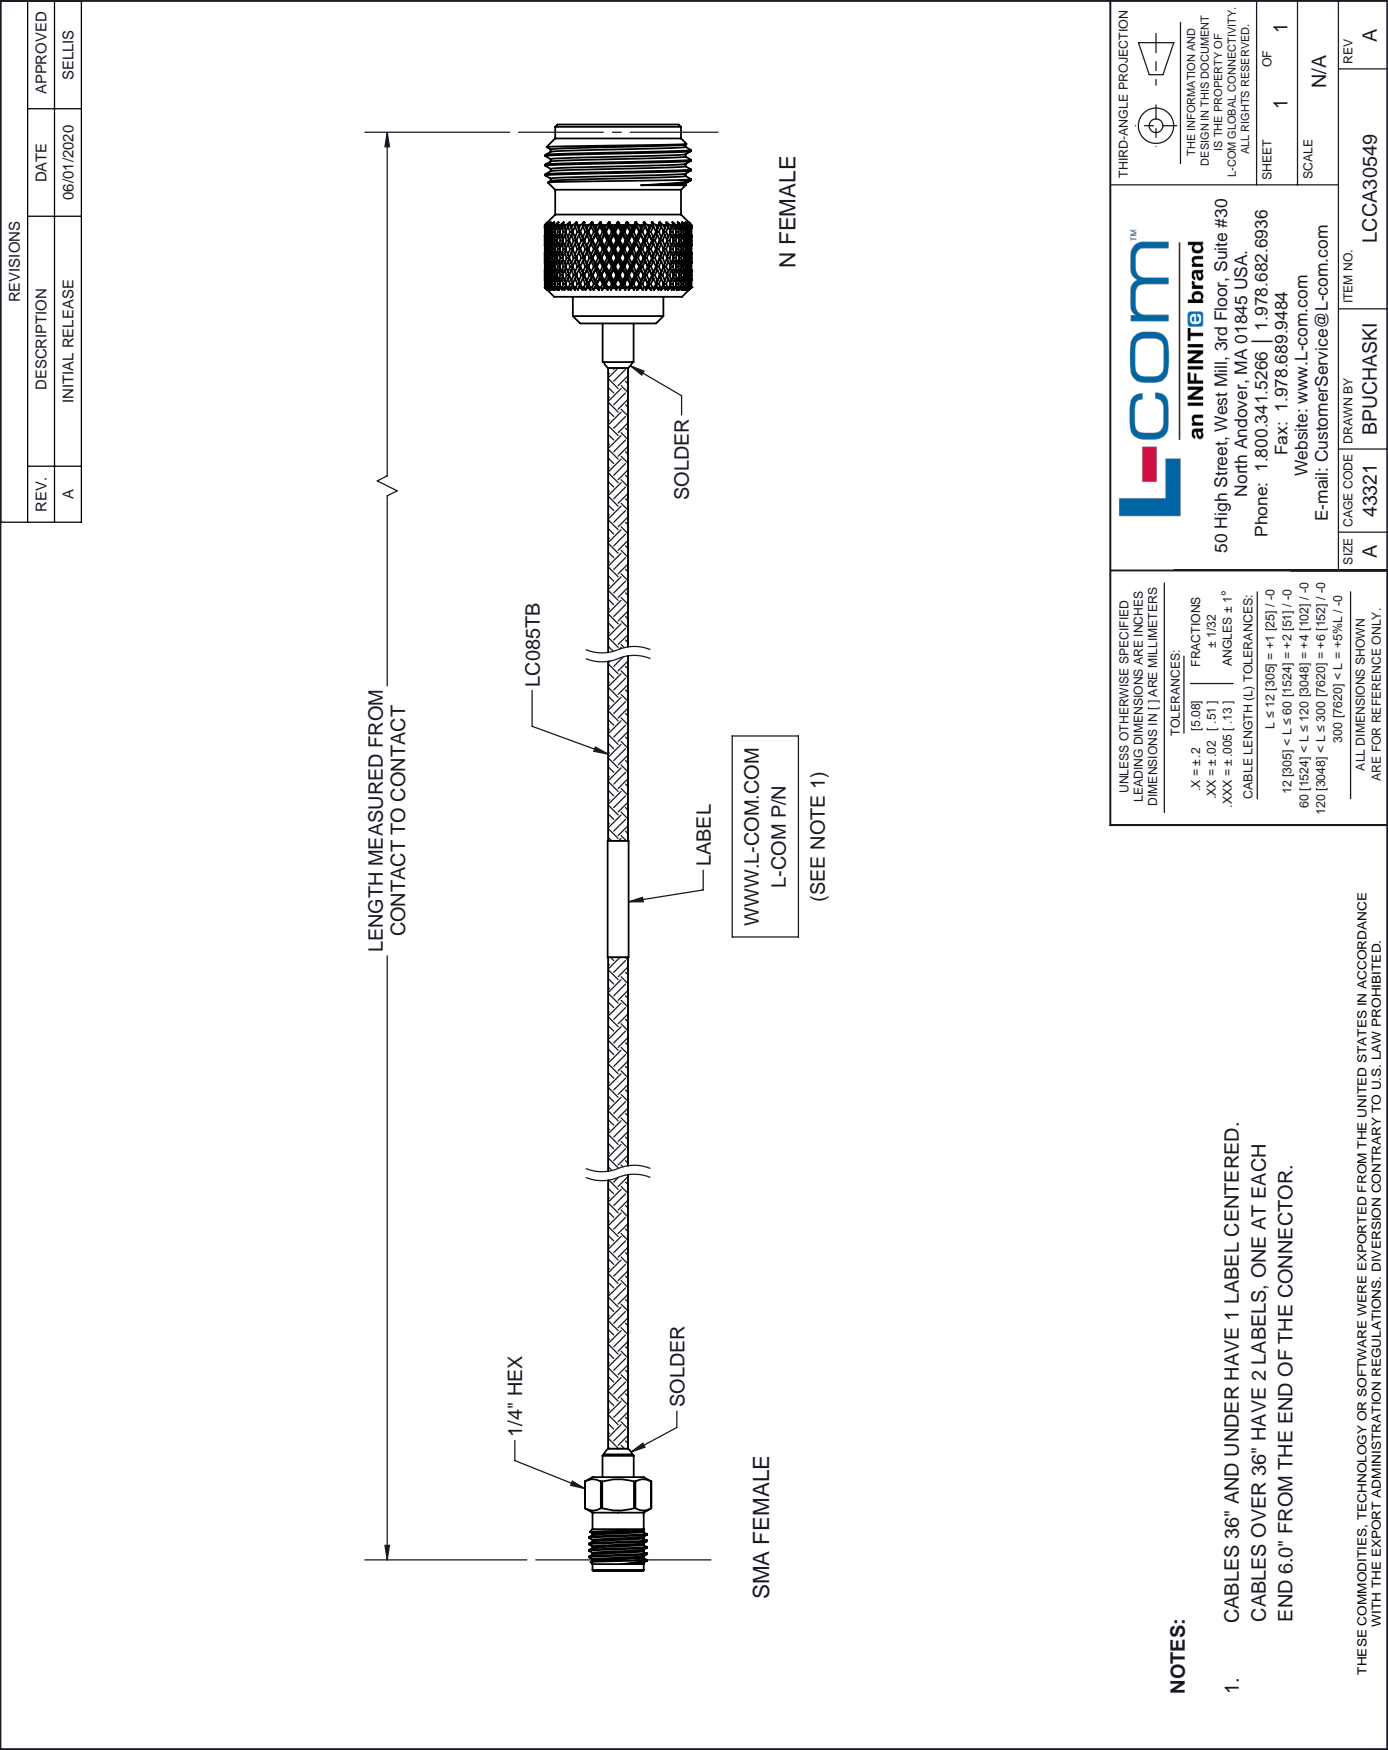 REVISIONS
REV. DESCRIPTION DATE APPROVED
A INITIAL RELEASE 06/01/2020 SELLIS
LENGTH MEASURED FROM
CONTACT TO CONTACT
1/4" HEX
LC085TB
SOLDER
SOLDER
LABEL
SMA FEMALE
N FEMALE
WWW.L-COM.COM
L-COM P/N
(SEE NOTE 1)
NOTES:
1. CABLES 36" AND UNDER HAVE 1 LABEL CENTERED.
CABLES OVER 36" HAVE 2 LABELS, ONE AT EACH
END 6.0" FROM THE END OF THE CONNECTOR.
THESE COMMODITIES, TECHNOLOGY OR SOFTWARE WERE EXPORTED FROM THE UNITED STATES IN ACCORDANCE
WITH THE EXPORT ADMINISTRATION REGULATIONS. DIVERSION CONTRARY TO U.S. LAW PROHIBITED.
UNLESS OTHERWISE SPECIFIED
LEADING DIMENSIONS ARE INCHES
DIMENSIONS IN [ ] ARE MILLIMETERS
TOLERANCES:
.X = ±.2 [5.08] FRACTIONS
.XX = ±.02 [.51] ± 1/32
.XXX = ±.005 [.13] ANGLES ± 1°
CABLE LENGTH (L) TOLERANCES:
L ≤ 12 [305] = +1 [25] / -0
12 [305] < L ≤ 60 [1524] = +2 [51] / -0
60 [1524] < L ≤ 120 [3048] = +4 [102] / -0
120 [3048] < L ≤ 300 [7620] = +6 [152] / -0
300 [7620] < L = +5%L / -0
ALL DIMENSIONS SHOWN
ARE FOR REFERENCE ONLY.
L-com™
an INFINITe brand
50 High Street, West Mill, 3rd Floor, Suite #30
North Andover, MA 01845 USA.
Phone: 1.800.341.5266 | 1.978.682.6936
Fax: 1.978.689.9484
Website: www.L-com.com
E-mail: CustomerService@L-com.com
THIRD-ANGLE PROJECTION
THE INFORMATION AND
DESIGN IN THIS DOCUMENT
IS THE PROPERTY OF
L-COM GLOBAL CONNECTIVITY.
ALL RIGHTS RESERVED.
SHEET 1 OF 1
SCALE N/A
SIZE A
CAGE CODE 43321
DRAWN BY BPUCHASKI
ITEM NO. LCCA30549
REV A